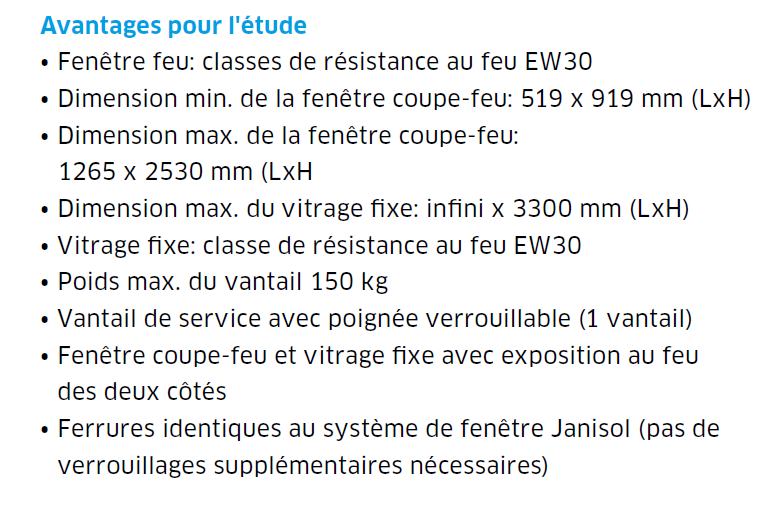 Avantages pour l'étude
• Fenêtre feu: classes de résistance au feu EW30
• Dimension min. de la fenêtre coupe-feu: 519 x 919 mm (LxH)
• Dimension max. de la fenêtre coupe-feu:
1265 x 2530 mm (LxH
• Dimension max. du vitrage fixe: infini x 3300 mm (LxH)
• Vitrage fixe: classe de résistance au feu EW30
• Poids max. du vantail 150 kg
• Vantail de service avec poignée verrouillable (1 vantail)
• Fenêtre coupe-feu et vitrage fixe avec exposition au feu
des deux côtés
• Ferrures identiques au système de fenêtre Janisol (pas de
verrouillages supplémentaires nécessaires)